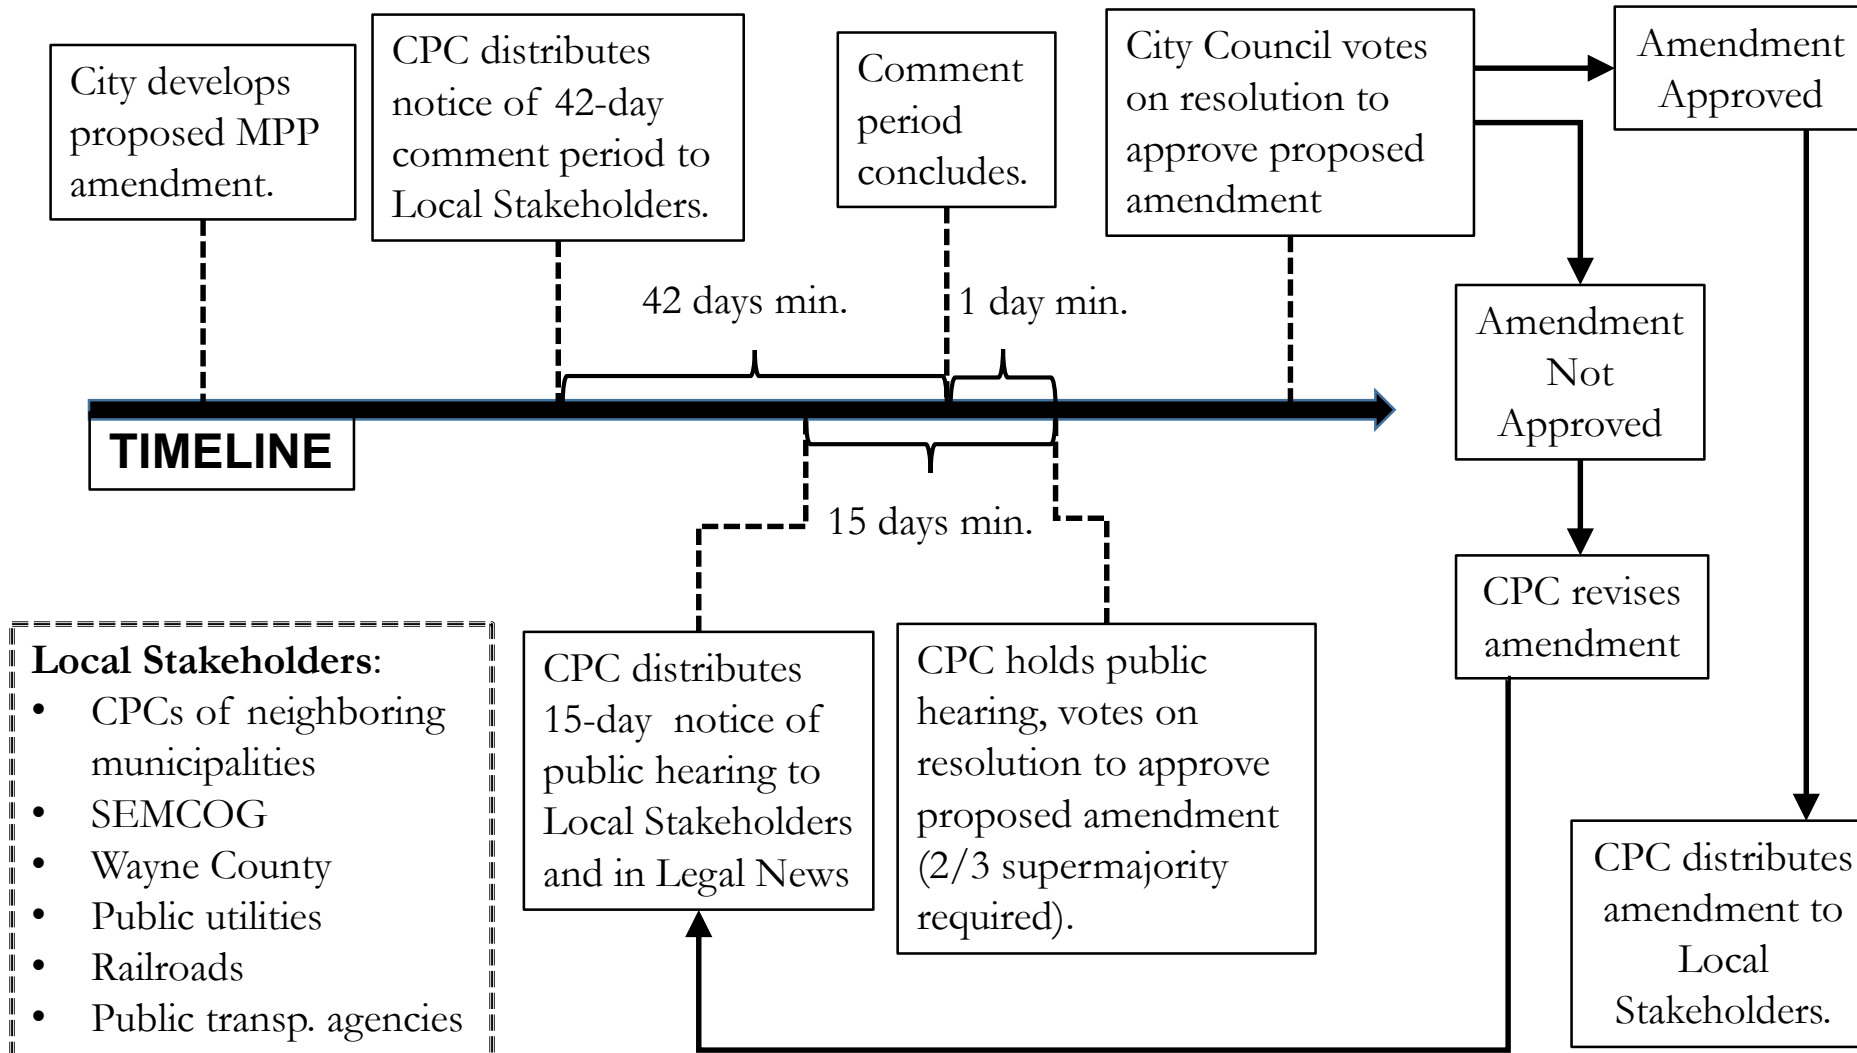 City develops
proposed MPP
amendment.
CPC distributes
notice of 42-day
comment period to
Local Stakeholders.
Comment
period
concludes.
City Council votes
on resolution to
approve proposed
amendment
Amendment
Approved
42 days min.
1 day min.
Amendment
Not
Approved
TIMELINE
15 days min.
CPC revises
amendment
Local Stakeholders:
• CPCs of neighboring
municipalities
• SEMCOG
• Wayne County
• Public utilities
• Railroads
• Public transp. agencies
CPC distributes
15-day notice of
public hearing to
Local Stakeholders
and in Legal News
CPC holds public
hearing, votes on
resolution to approve
proposed amendment
(2/3 supermajority
required).
CPC distributes
amendment to
Local
Stakeholders.